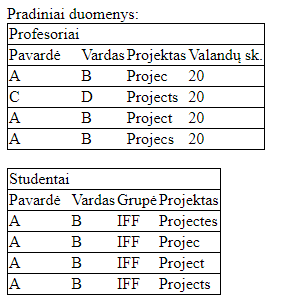 Pradiniai duomenys:
Profesoriai
Pavardė Vardas Projektas Valandų sk.
A B Projec 20
C D Projects 20
A B Project 20
A B Projecs 20
Studentai
Pavardė Vardas Grupė Projektas
A B IFF Projectes
A B IFF Projec
A B IFF Project
A B IFF Projects